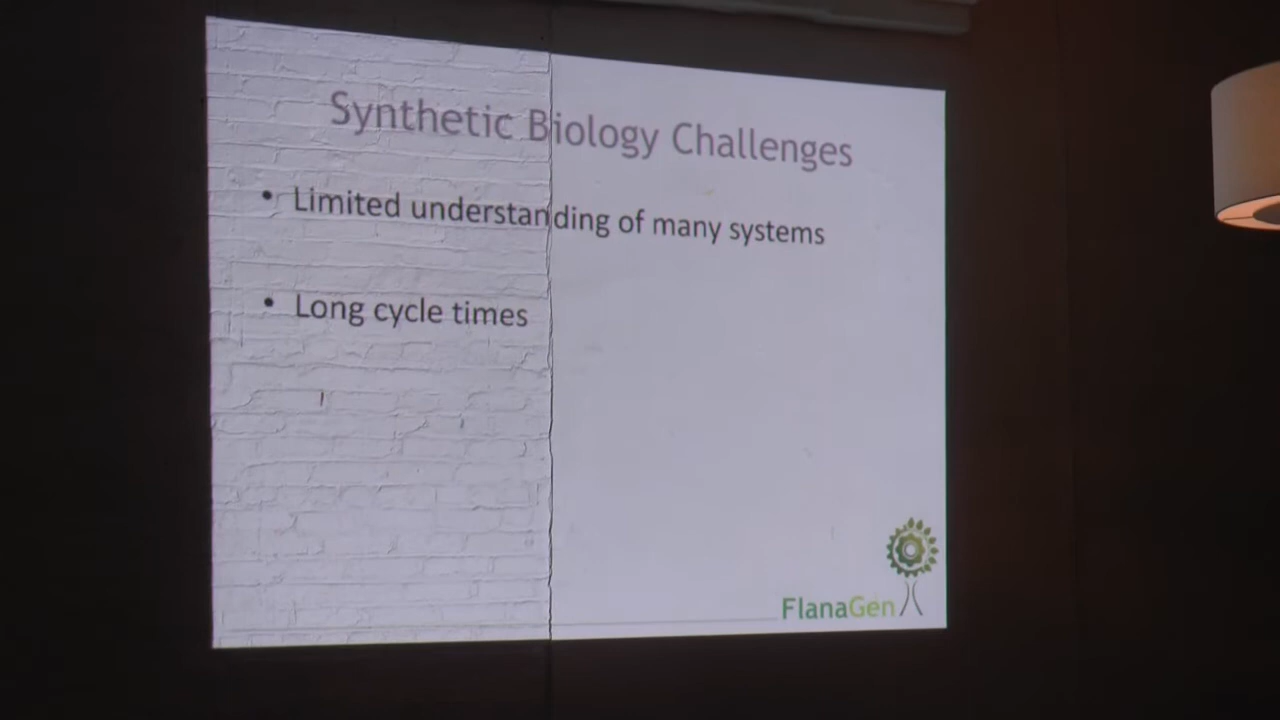 Synthetic Biology Challenges
• Limited understanding of many systems
• Long cycle times
FlanaGen